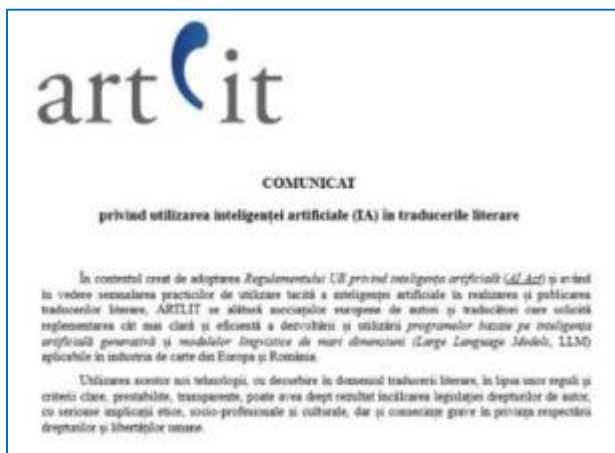 artlit
COMUNICAT
privind utilizarea inteligenței artificiale (IA) în traducerile literare
În contextul creat de adoptarea Regulamentului UE privind inteligența artificială (AI Act) și având
în vedere semnalarea practicilor de utilizare tacită a inteligenței artificiale în realizarea și publicarea
traducerilor literare, ARTLIT se alătură asociațiilor europene de autori și traducători care solicită
reglementarea cât mai clară și eficientă a dezvoltării și utilizării programelor bazate pe inteligența
artificială generativă și modelelor lingvistice de mari dimensiuni (Large Language Models, LLM)
aplicabile în industria de carte din Europa și România.
Utilizarea acestor noi tehnologii, cu deosebire în domeniul traducerii literare, în lipsa unor reguli și
criterii clare, prestabilite, transparente, poate avea drept rezultat încălcarea legislației drepturilor de autor,
cu serioase implicații etice, socio-profesionale și culturale, dar și consecințe grave în privința respectării
drepturilor și libertăților umane.